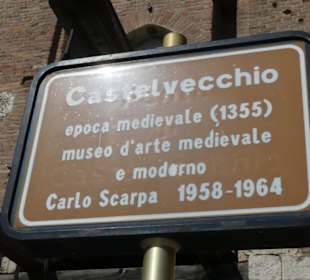 Castelvecchio
epoca medievale (1355)
museo d'arte medievale
e moderno
Carlo Scarpa 1958-1964